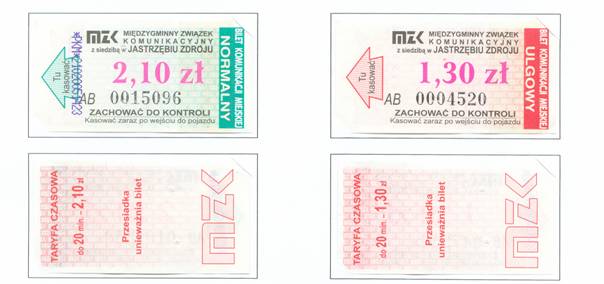 MZK MIĘDZYGMINNY ZWIĄZEK
KOMUNIKACYJNY
z siedzibą w JASTRZĘBIU ZDROJU
Tu
kasować
2,10 zł
AB 0015096
ZACHOWAĆ DO KONTROLI
Kasować zaraz po wejściu do pojazdu
BILET KOMUNIKACJI MIEJSKIEJ
NORMALNY
MZK MIĘDZYGMINNY ZWIĄZEK
KOMUNIKACYJNY
z siedzibą w JASTRZĘBIU ZDROJU
Tu
kasować
1,30 zł
AB 0004520
ZACHOWAĆ DO KONTROLI
Kasować zaraz po wejściu do pojazdu
BILET KOMUNIKACJI MIEJSKIEJ
ULGOWY
TARYFA CZASOWA
do 20 min. – 2,10 zł
Przesiadka
unieważnia bilet
MZK
TARYFA CZASOWA
do 20 min. – 1,30 zł
Przesiadka
unieważnia bilet
MZK